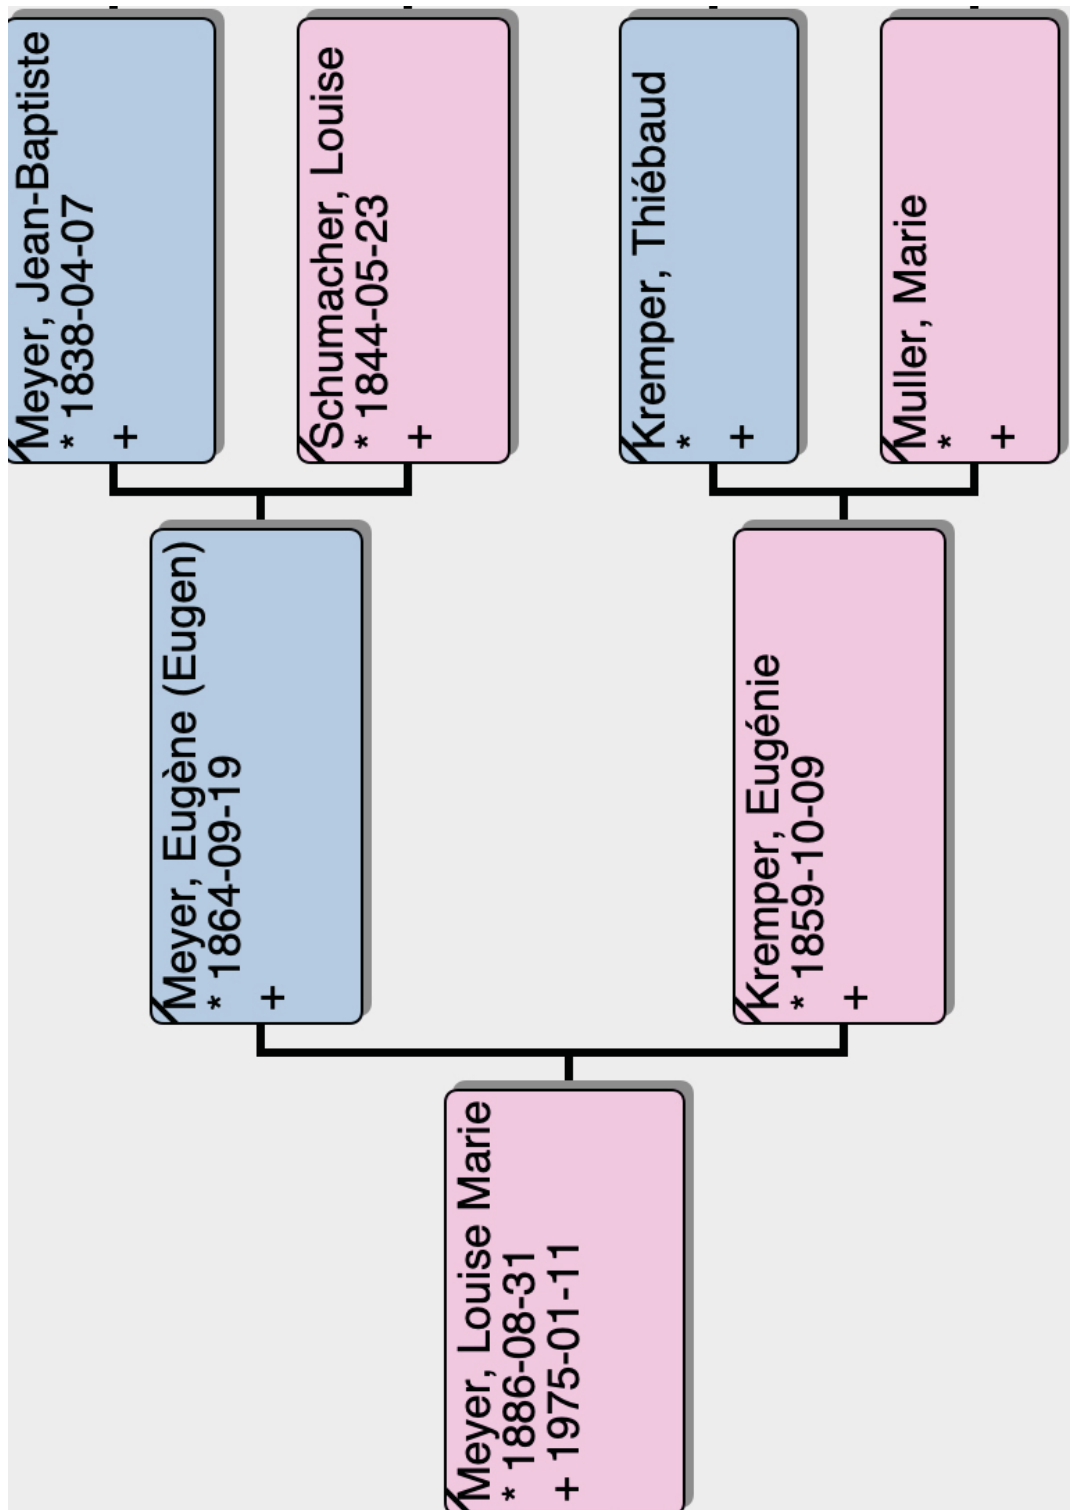 Meyer, Jean-Baptiste
* 1838-04-07
+
Schumacher, Louise
* 1844-05-23
+
Kremper, Thiébaud
*
+
Muller, Marie
*
+
Meyer, Eugène (Eugen)
* 1864-09-19
+
Kremper, Eugénie
* 1859-10-09
+
Meyer, Louise Marie
* 1886-08-31
+ 1975-01-11